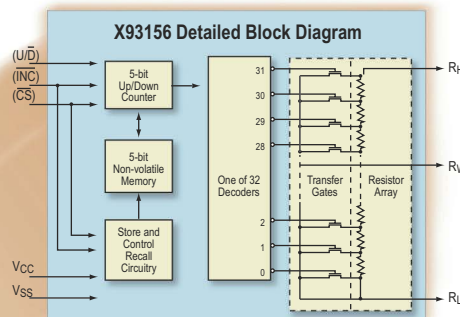 X93156 Detailed Block Diagram
(U/D̅)
(I̅N̅C̅)
(C̅S̅)
5-bit
Up/Down
Counter
5-bit
Non-volatile
Memory
Store and
Control
Recall
Circuitry
VCC
VSS
One of 32
Decoders
31
30
29
28
2
1
0
Transfer
Gates
Resistor
Array
RH
RL